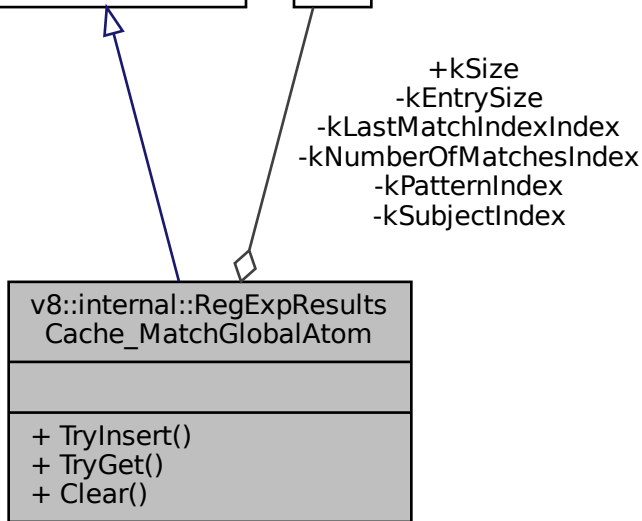 +kSize
-kEntrySize
-kLastMatchIndexIndex
-kNumberOfMatchesIndex
-kPatternIndex
-kSubjectIndex
v8::internal::RegExpResults
Cache_MatchGlobalAtom
+ TryInsert()
+ TryGet()
+ Clear()